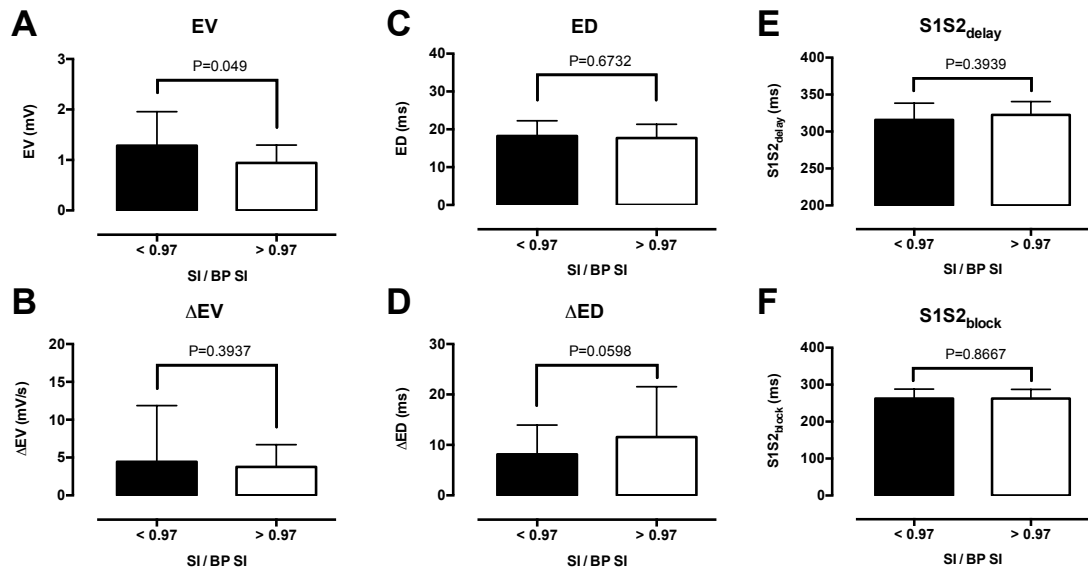 A
EV
P=0.049
EV (mV)
3
2
1
0
< 0.97
> 0.97
SI / BP SI
C
ED
P=0.6732
ED (ms)
40
30
20
10
0
< 0.97
> 0.97
SI / BP SI
E
S1S2delay
P=0.3939
S1S2delay (ms)
400
350
300
250
200
< 0.97
> 0.97
SI / BP SI
B
ΔEV
P=0.3937
ΔEV (mV/s)
20
15
10
5
0
< 0.97
> 0.97
SI / BP SI
D
ΔED
P=0.0598
ΔED (ms)
30
20
10
0
< 0.97
> 0.97
SI / BP SI
F
S1S2block
P=0.8667
S1S2block (ms)
400
300
200
100
0
< 0.97
> 0.97
SI / BP SI